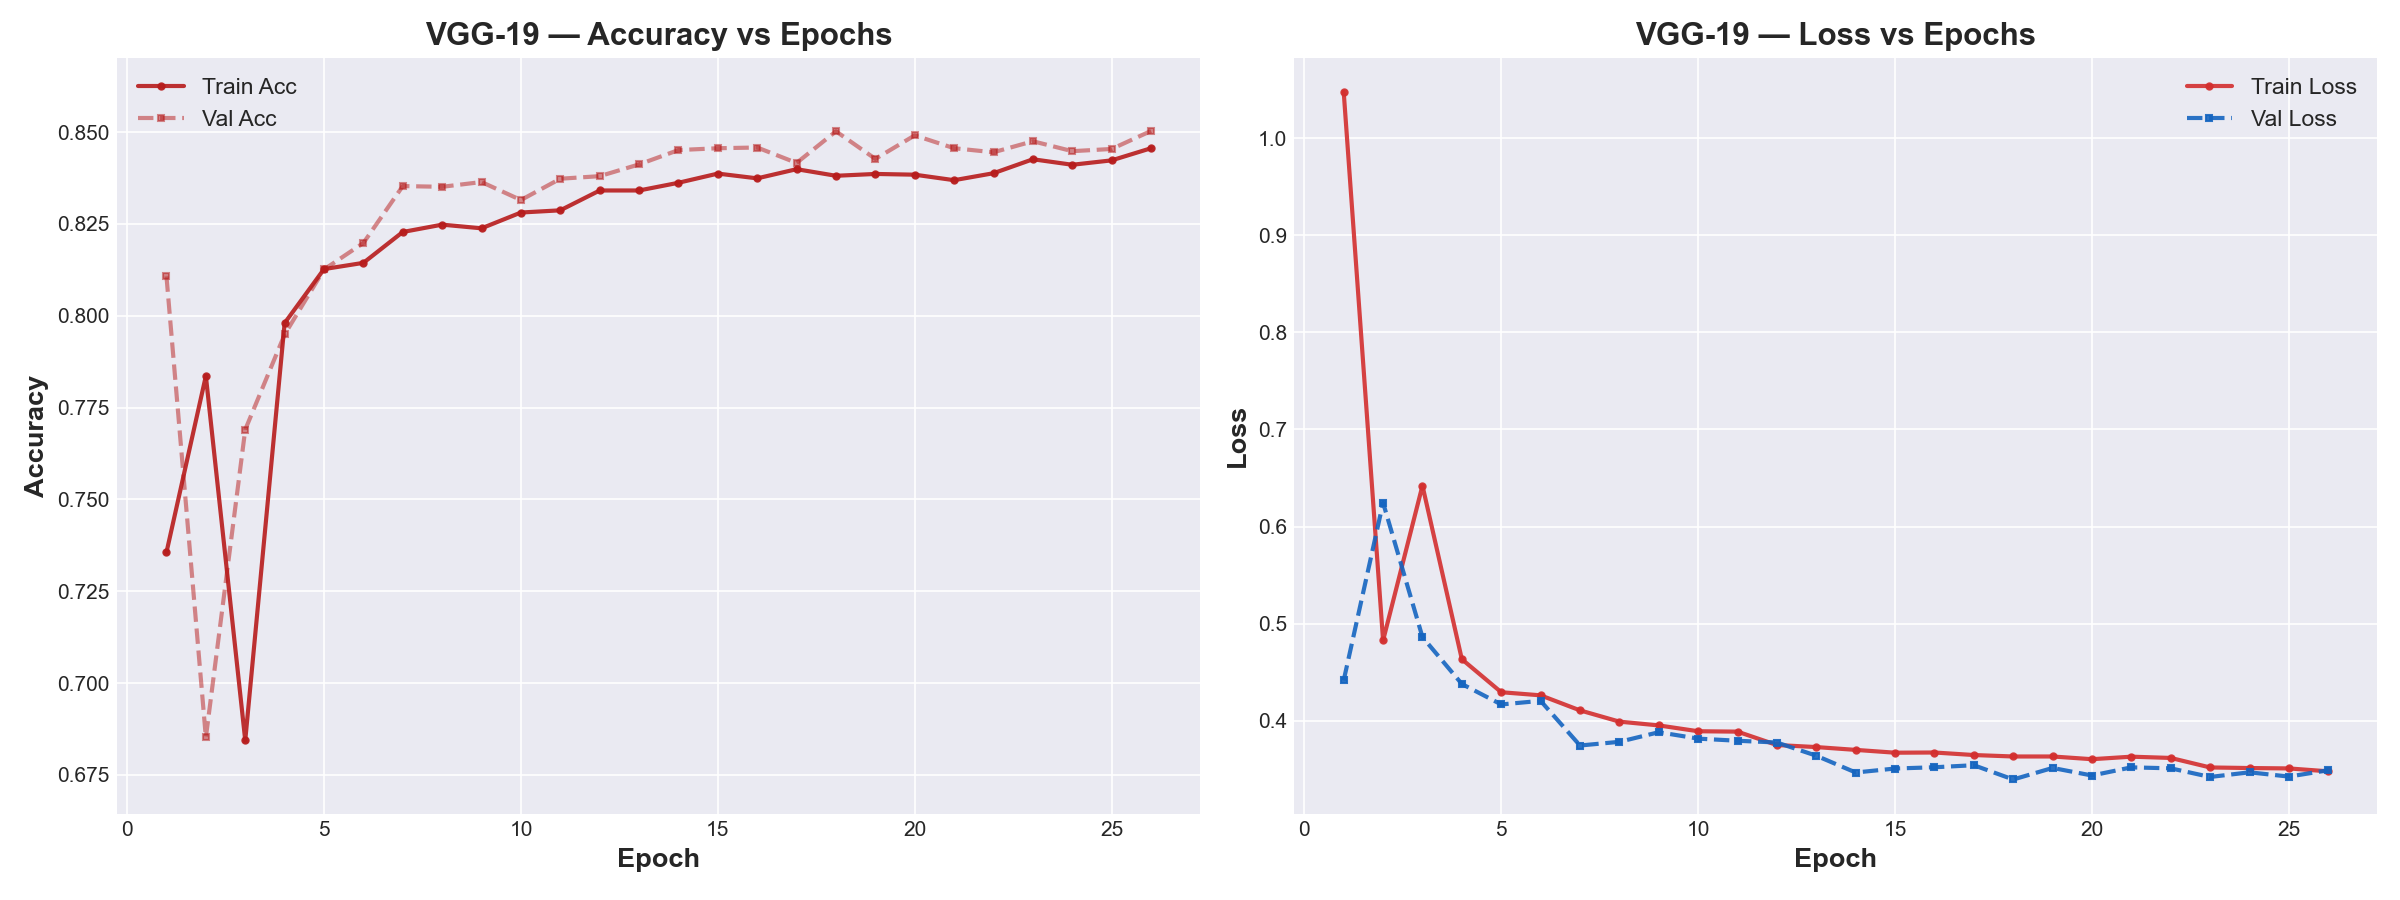 VGG-19 — Accuracy vs Epochs
Train Acc
Val Acc
0.850
0.825
0.800
0.775
0.750
0.725
0.700
0.675
Accuracy
0 5 10 15 20 25
Epoch
VGG-19 — Loss vs Epochs
Train Loss
Val Loss
1.0
0.9
0.8
0.7
0.6
0.5
0.4
Loss
0 5 10 15 20 25
Epoch